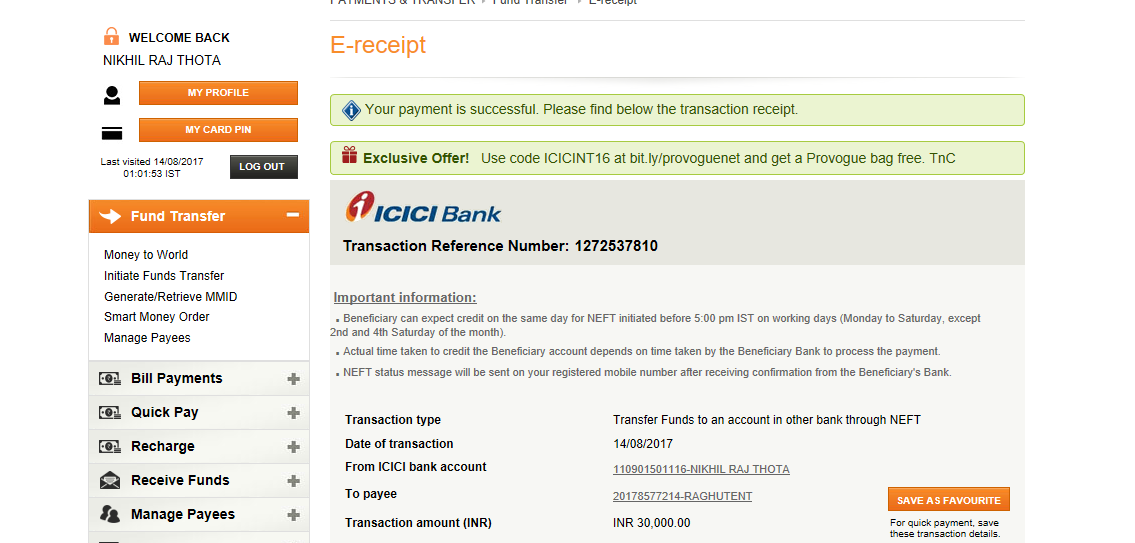 PAYMENTS & TRANSFER Fund Transfer E-receipt
WELCOME BACK
NIKHIL RAJ THOTA
MY PROFILE
MY CARD PIN
Last visited 14/08/2017
01:01:53 IST
LOG OUT
Fund Transfer
Money to World
Initiate Funds Transfer
Generate/Retrieve MMID
Smart Money Order
Manage Payees
Bill Payments
Quick Pay
Recharge
Receive Funds
Manage Payees
E-receipt
Your payment is successful. Please find below the transaction receipt.
Exclusive Offer! Use code ICICINT16 at bit.ly/provoguenet and get a Provogue bag free. TnC
ICICI Bank
Transaction Reference Number: 1272537810
Important information:
Beneficiary can expect credit on the same day for NEFT initiated before 5:00 pm IST on working days (Monday to Saturday, except
2nd and 4th Saturday of the month).
Actual time taken to credit the Beneficiary account depends on time taken by the Beneficiary Bank to process the payment.
NEFT status message will be sent on your registered mobile number after receiving confirmation from the Beneficiary's Bank.
Transaction type Transfer Funds to an account in other bank through NEFT
Date of transaction 14/08/2017
From ICICI bank account 110901501116-NIKHIL RAJ THOTA
To payee 20178577214-RAGHUTENT
Transaction amount (INR) INR 30,000.00
SAVE AS FAVOURITE
For quick payment, save
these transaction details.